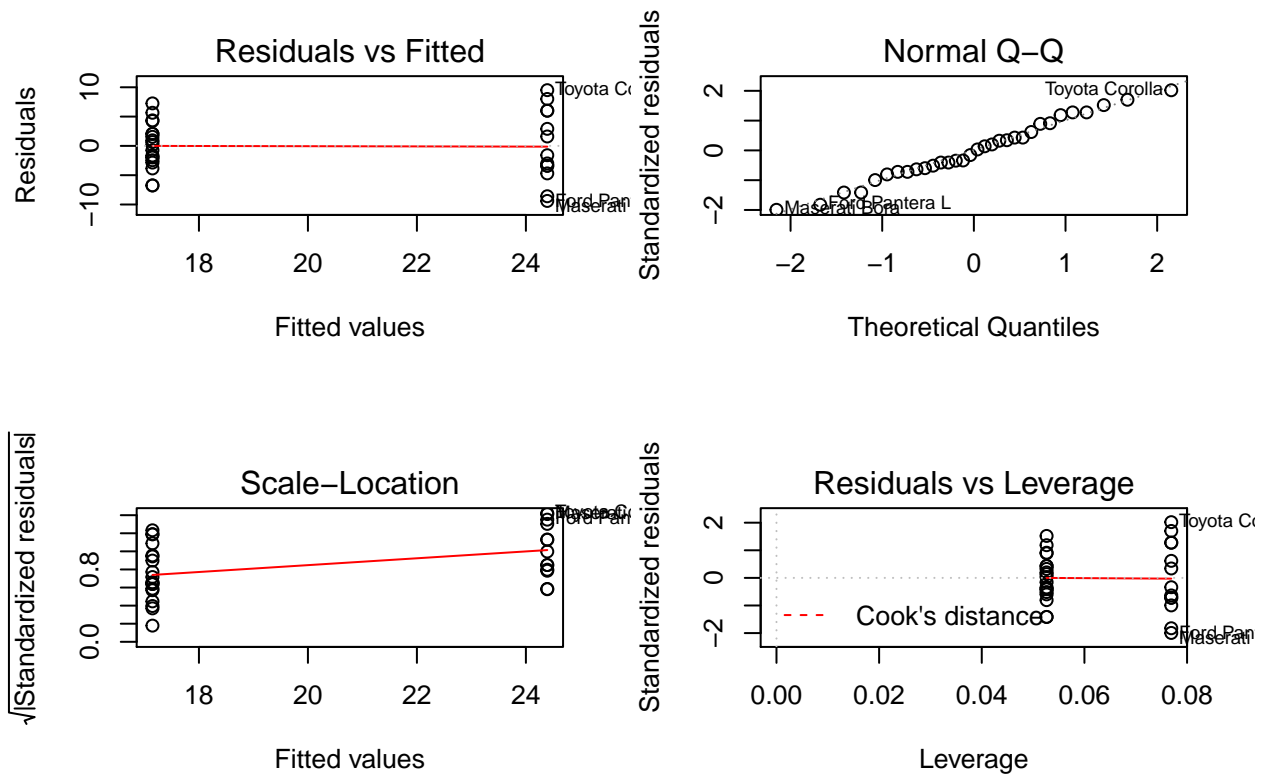 Residuals vs Fitted
Residuals
10
0
−10
Toyota Co
Ford Pan
Maserati
18 20 22 24
Fitted values
Normal Q−Q
Standardized residuals
2
0
−2
Toyota Corolla
Ford Pantera L
Maserati Bora
−2 −1 0 1 2
Theoretical Quantiles
Scale−Location
√|Standardized residuals|
0.8
0.0
Toyota Co
Maserati
Ford Pan
18 20 22 24
Fitted values
Residuals vs Leverage
Standardized residuals
2
0
−2
Toyota Co
Cook's distance
Ford Pan
Maserati
0.00 0.02 0.04 0.06 0.08
Leverage